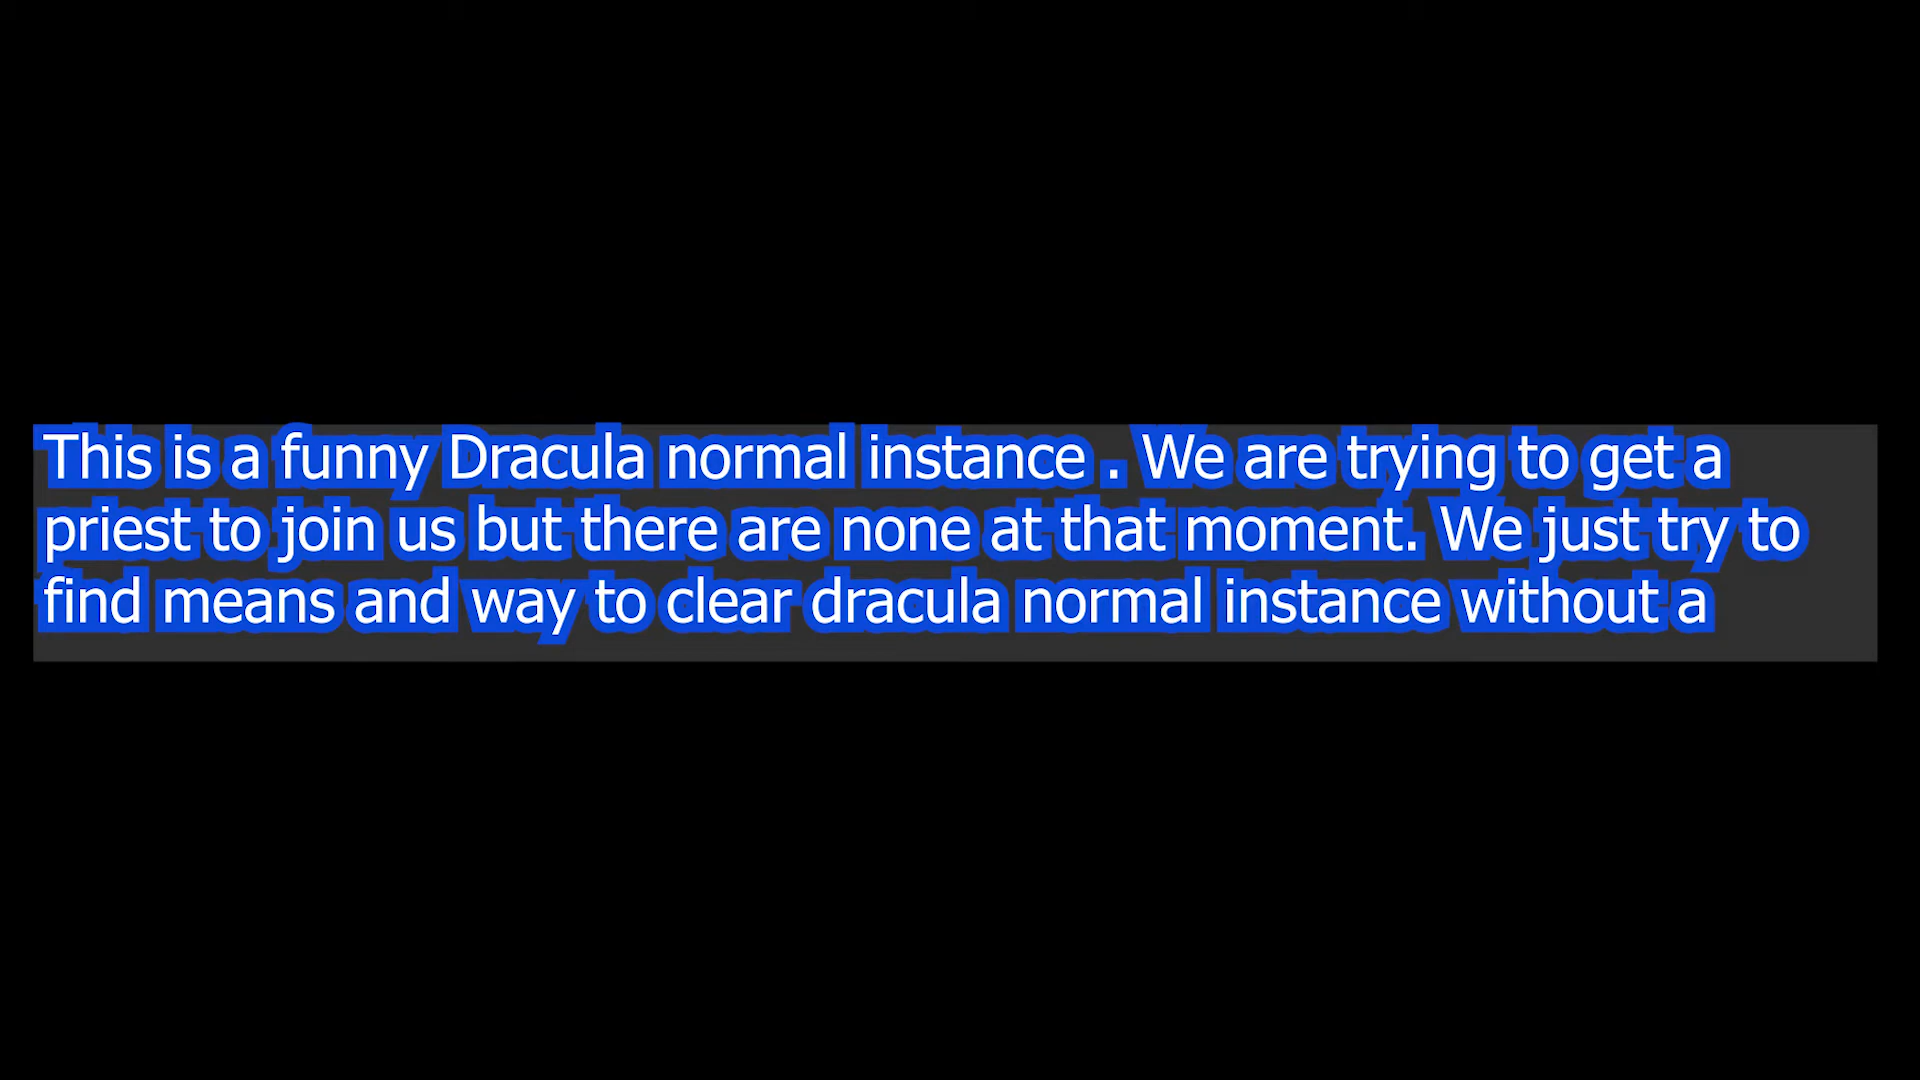 This is a funny Dracula normal instance . We are trying to get a
priest to join us but there are none at that moment. We just try to
find means and way to clear dracula normal instance without a